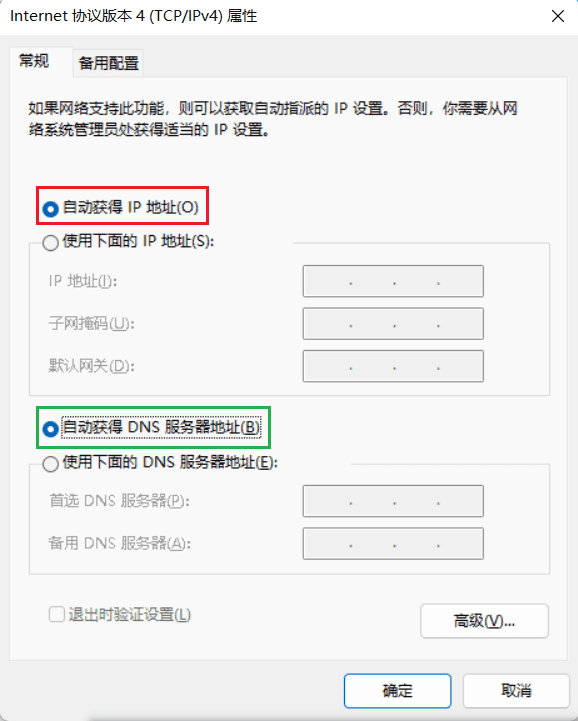 Internet 协议版本 4 (TCP/IPv4) 属性
常规
备用配置
如果网络支持此功能，则可以获取自动指派的 IP 设置。否则，你需要从网
络系统管理员处获得适当的 IP 设置。
自动获得 IP 地址(O)
使用下面的 IP 地址(S):
IP 地址(I):
子网掩码(U):
默认网关(D):
自动获得 DNS 服务器地址(B)
使用下面的 DNS 服务器地址(E):
首选 DNS 服务器(P):
备用 DNS 服务器(A):
退出时验证设置(L)
高级(V)...
确定
取消